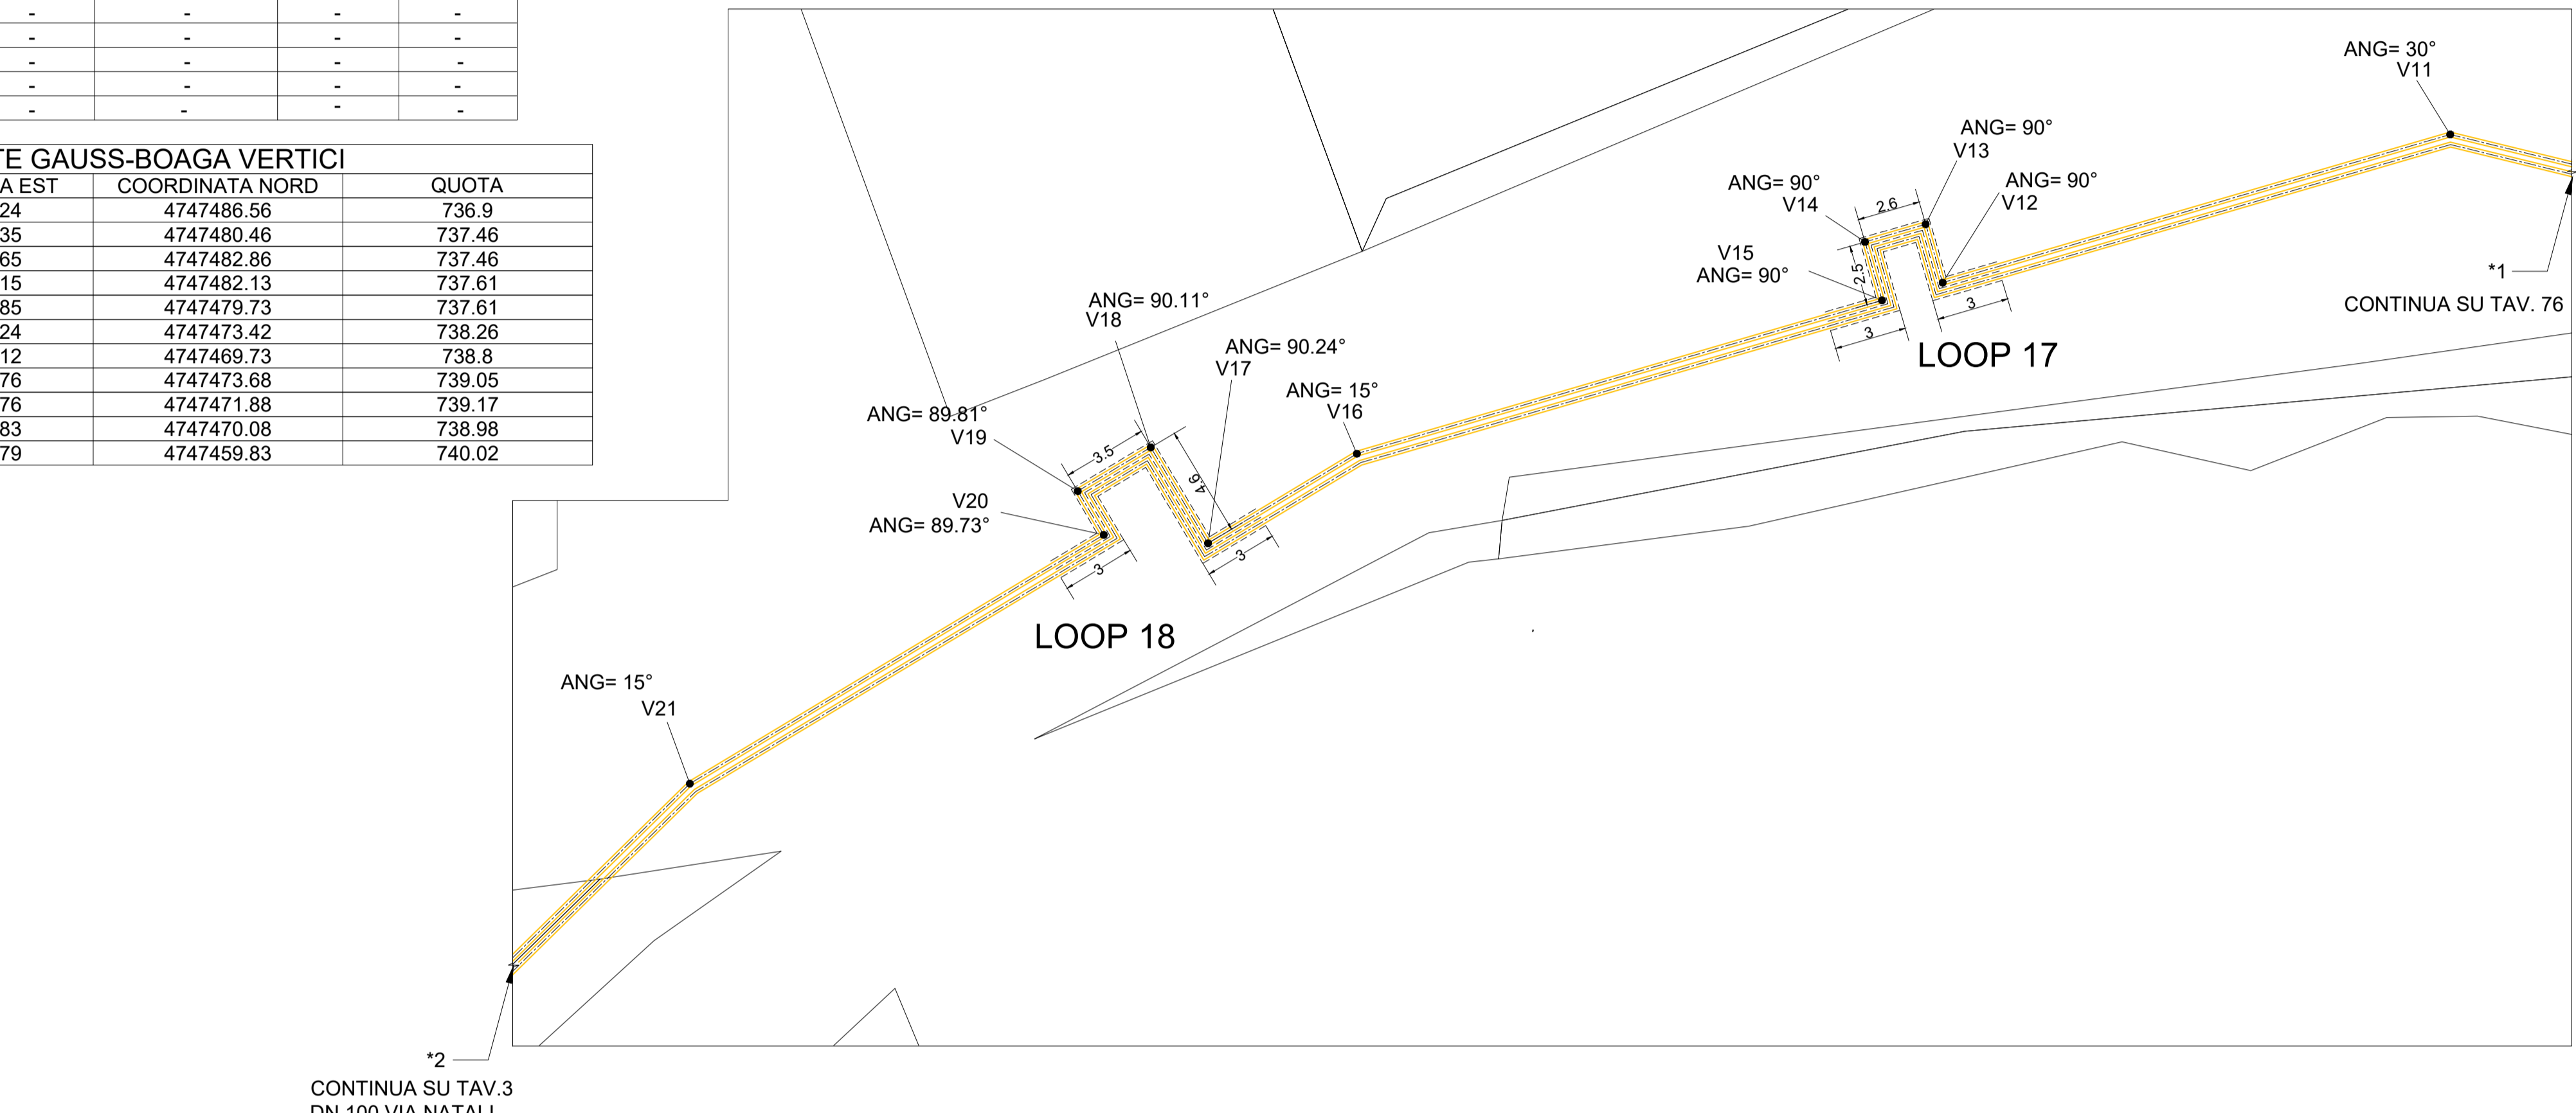 - - - -
- - - -
- - - -
- - - -
- - - -
TE GAUSS-BOAGA VERTICI
A EST COORDINATA NORD QUOTA
24 4747486.56 736.9
35 4747480.46 737.46
65 4747482.86 737.46
15 4747482.13 737.61
85 4747479.73 737.61
24 4747473.42 738.26
12 4747469.73 738.8
76 4747473.68 739.05
76 4747471.88 739.17
83 4747470.08 738.98
79 4747459.83 740.02
ANG= 30°
V11
ANG= 90°
V13
ANG= 90°
V12
ANG= 90°
V14
2.6
V15
ANG= 90°
2.5
3
3
LOOP 17
*1
CONTINUA SU TAV. 76
ANG= 90.11°
V18
ANG= 90.24°
V17
ANG= 15°
V16
ANG= 89.81°
V19
3.5
4.6
V20
ANG= 89.73°
3
3
LOOP 18
ANG= 15°
V21
*2
CONTINUA SU TAV.3
DN 100 VIA NATALI